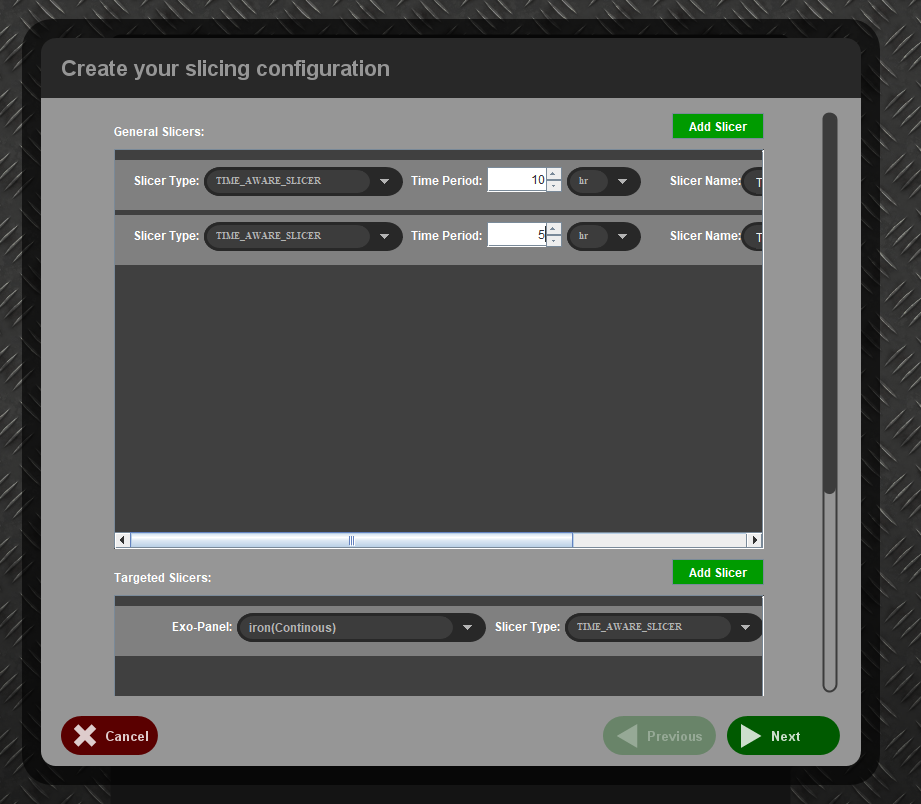 Create your slicing configuration
General Slicers:
Add Slicer
Slicer Type: TIME_AWARE_SLICER Time Period: 10 hr Slicer Name: T
Slicer Type: TIME_AWARE_SLICER Time Period: 5 hr Slicer Name: T
Targeted Slicers:
Add Slicer
Exo-Panel: iron(Continous) Slicer Type: TIME_AWARE_SLICER
Cancel
Previous
Next